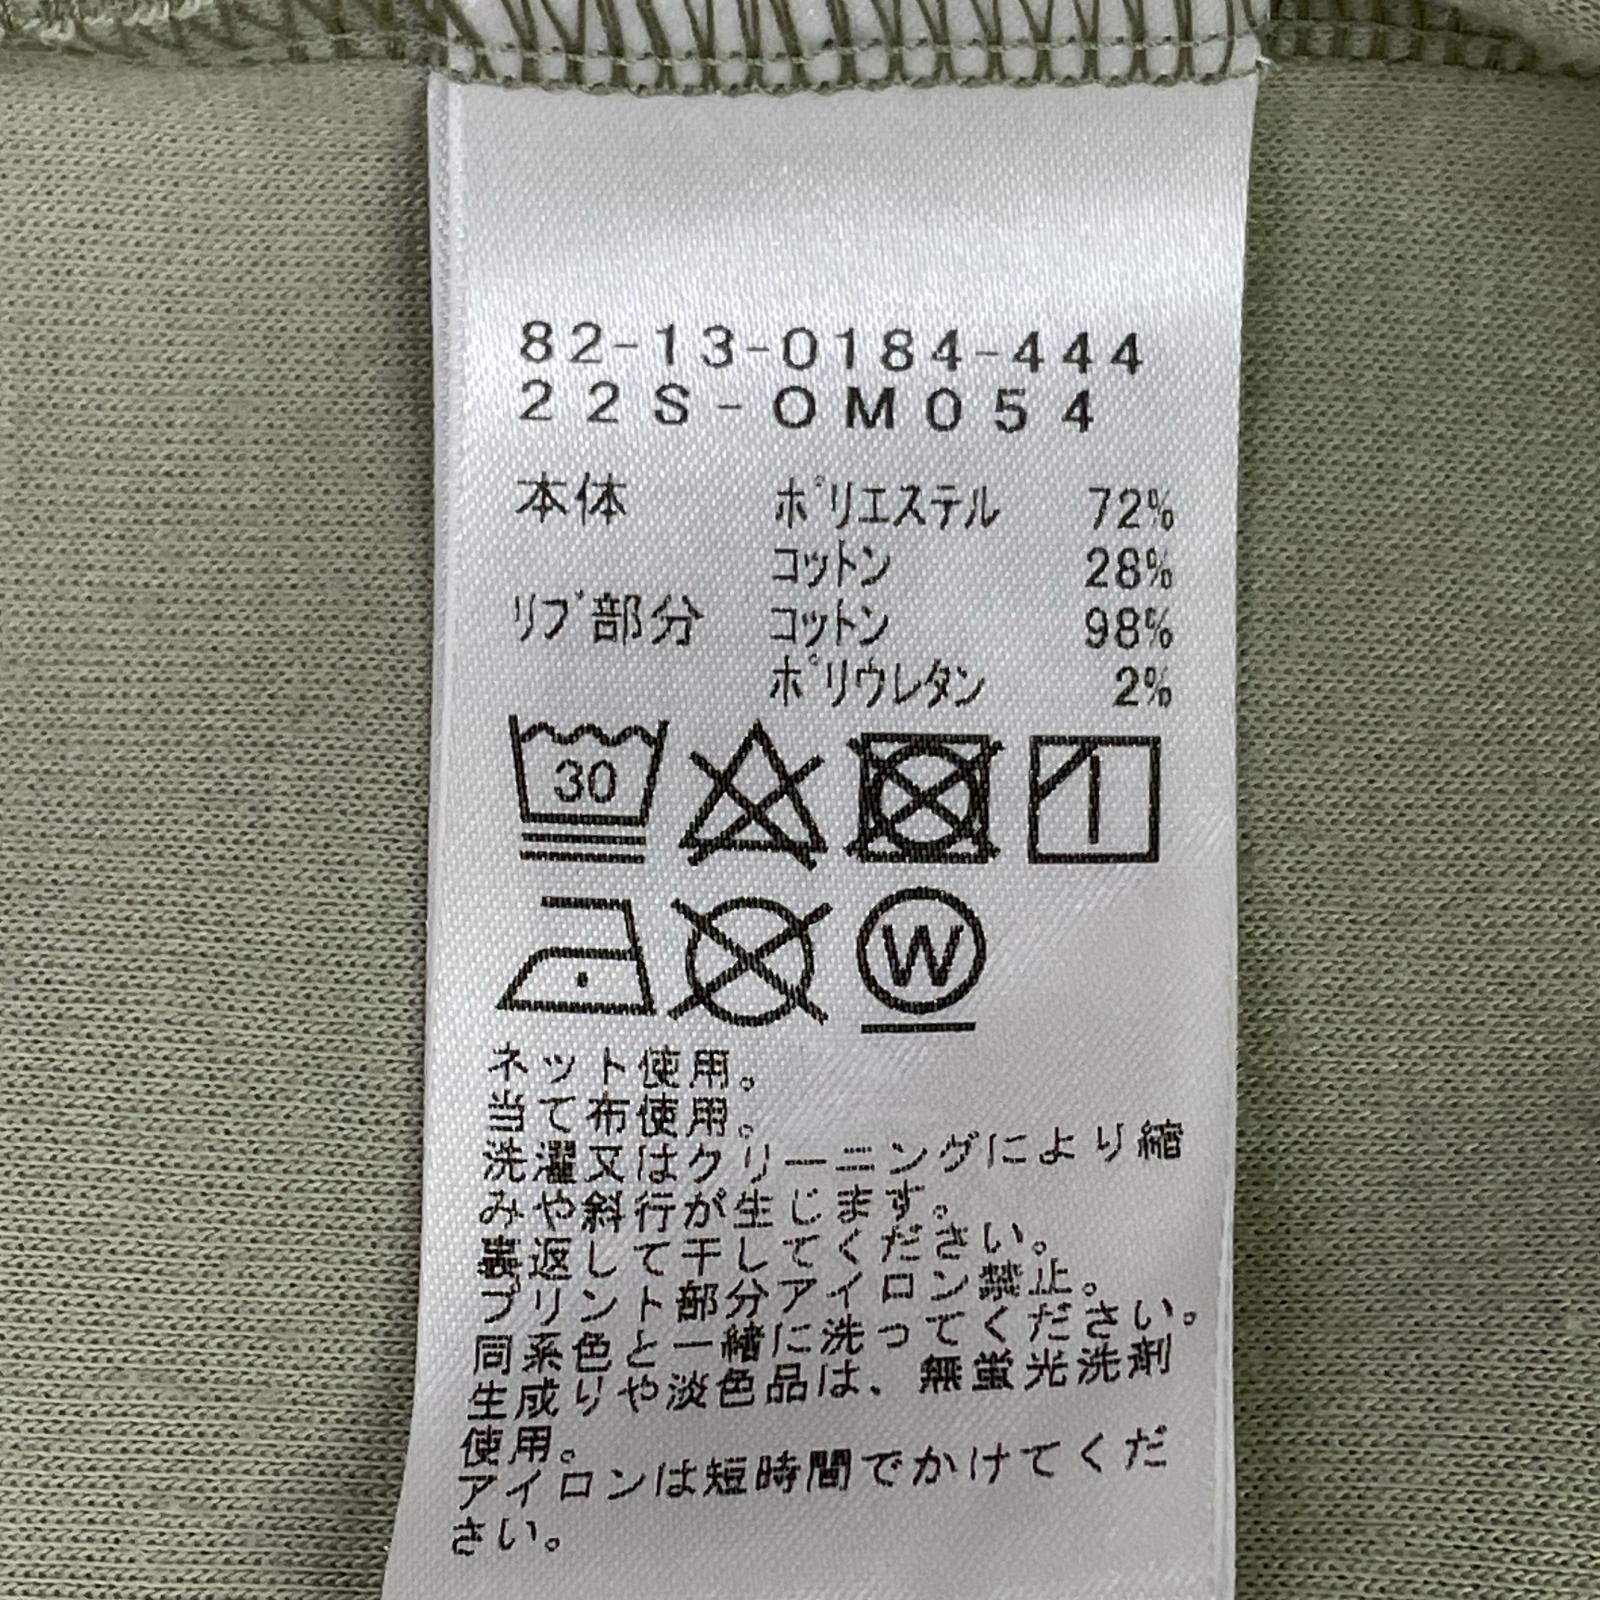 82-13-0184-444
22S-OM054
本体 ポリエステル 72%
コットン 28%
リブ部分 コットン 98%
ポリウレタン 2%
30
W
ネット使用。
当て布使用。
洗濯又はクリーニングにより縮
みや斜行が生じます。
裏返して干してください。
プリント部分アイロン禁止。
同系色と一緒に洗ってください。
生成りや淡色品は、無蛍光洗剤
使用。
アイロンは短時間でかけてくだ
さい。